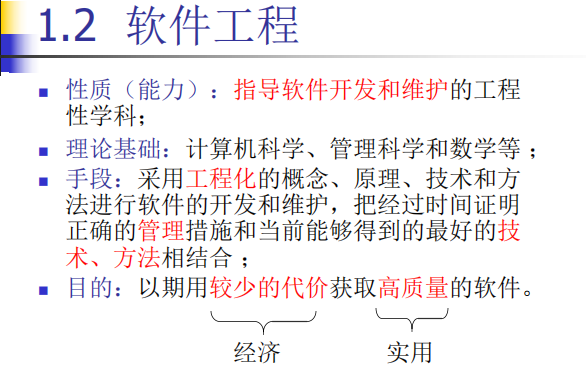 1.2 软件工程
性质（能力）：指导软件开发和维护的工程
性学科；
理论基础：计算机科学、管理科学和数学等；
手段：采用工程化的概念、原理、技术和方
法进行软件的开发和维护，把经过时间证明
正确的管理措施和当前能够得到的最好的技
术、方法相结合；
目的：以期用较少的代价获取高质量的软件。
经济 实用